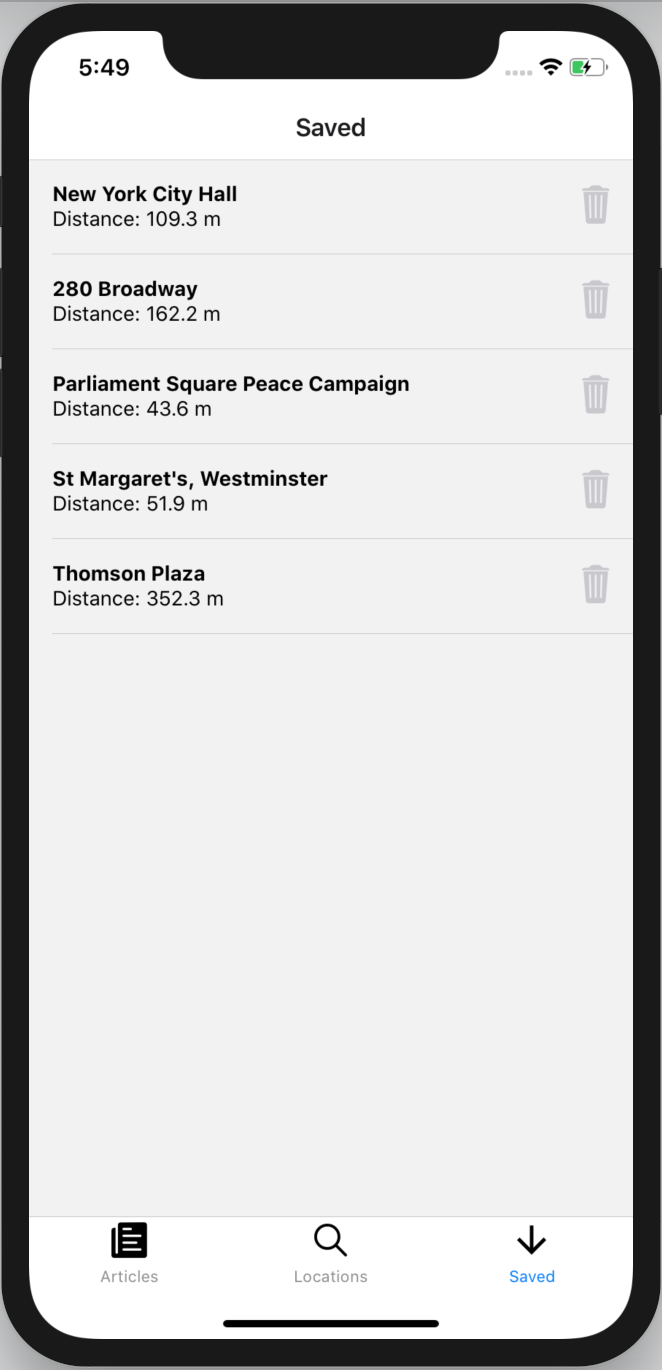 5:49
Saved
New York City Hall
Distance: 109.3 m
280 Broadway
Distance: 162.2 m
Parliament Square Peace Campaign
Distance: 43.6 m
St Margaret's, Westminster
Distance: 51.9 m
Thomson Plaza
Distance: 352.3 m
Articles Locations Saved